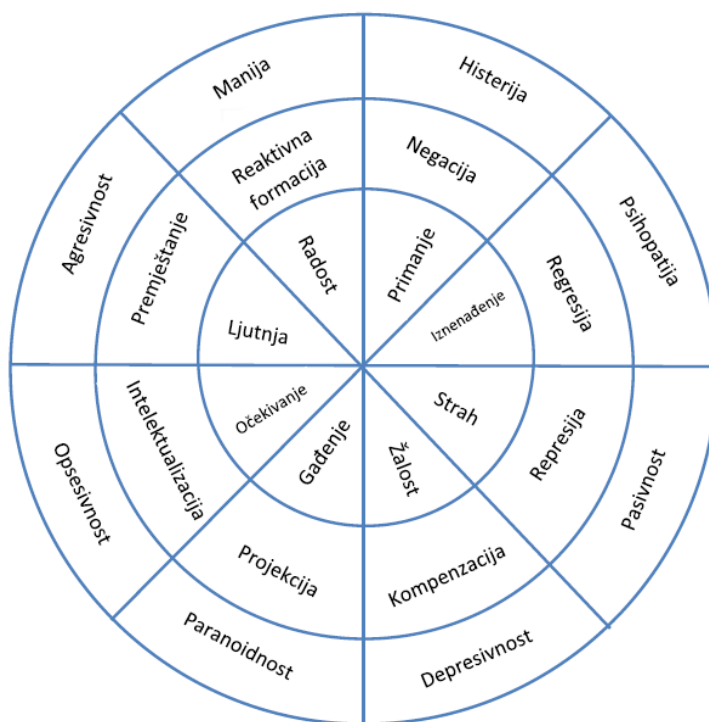 Manija
Histerija
Agresivnost
Reaktivna
formacija
Negacija
Psihopatija
Premještanje
Radost
Primanje
Regresija
Ljutnja
Iznenađenje
Očekivanje
Strah
Intelektualizacija
Gađenje
Žalost
Represija
Opsesivnost
Projekcija
Kompenzacija
Pasivnost
Paranoidnost
Depresivnost